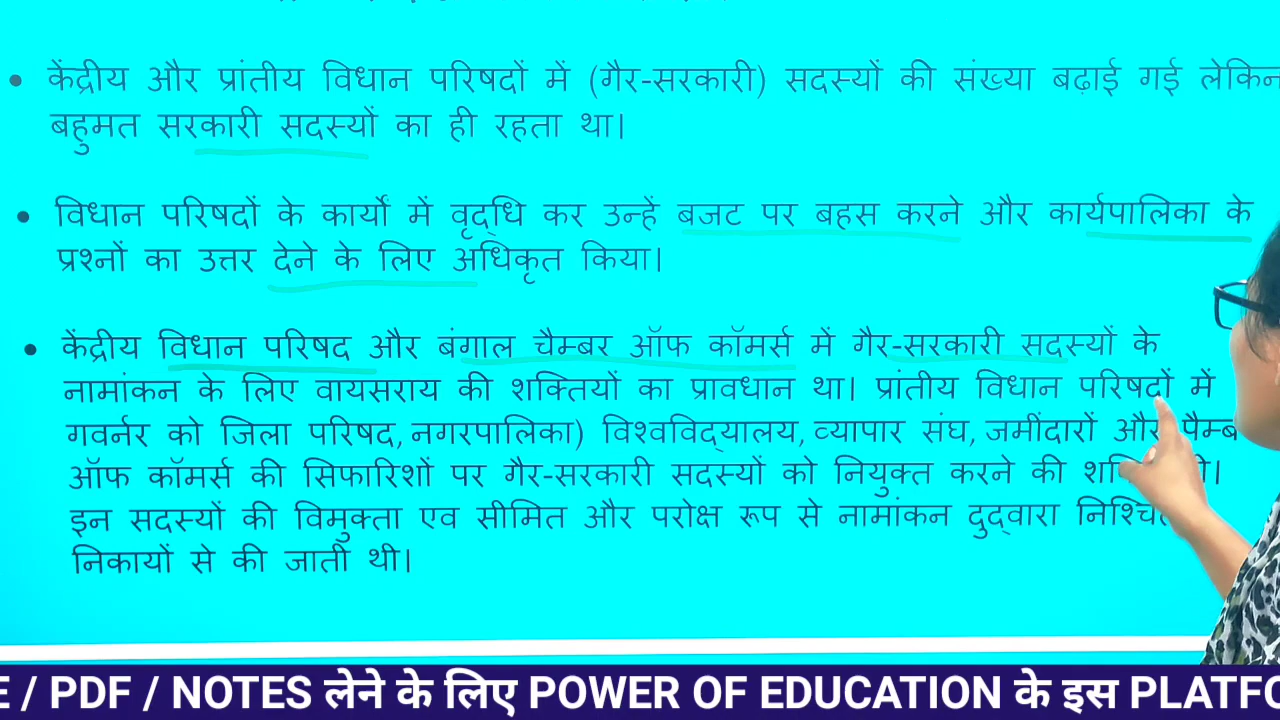 केंद्रीय और प्रांतीय विधान परिषदों में (गैर-सरकारी) सदस्यों की संख्या बढ़ाई गई लेकिन
बहुमत सरकारी सदस्यों का ही रहता था।
विधान परिषदों के कार्यों में वृद्धि कर उन्हें बजट पर बहस करने और कार्यपालिका के
प्रश्नों का उत्तर देने के लिए अधिकृत किया।
केंद्रीय विधान परिषद और बंगाल चैम्बर ऑफ कॉमर्स में गैर-सरकारी सदस्यों के
नामांकन के लिए वायसराय की शक्तियों का प्रावधान था। प्रांतीय विधान परिषदों में
गवर्नर को जिला परिषद, नगरपालिका) विश्वविद्यालय, व्यापार संघ, जमींदारों और
ऑफ कॉमर्स की सिफारिशों पर गैर-सरकारी सदस्यों को नियुक्त करने की
इन सदस्यों की विमुक्ता एव सीमित और परोक्ष रूप से नामांकन दुद्वारा
निकायों से की जाती थी।
/ PDF / NOTES लेने के लिए POWER OF EDUCATION के इस